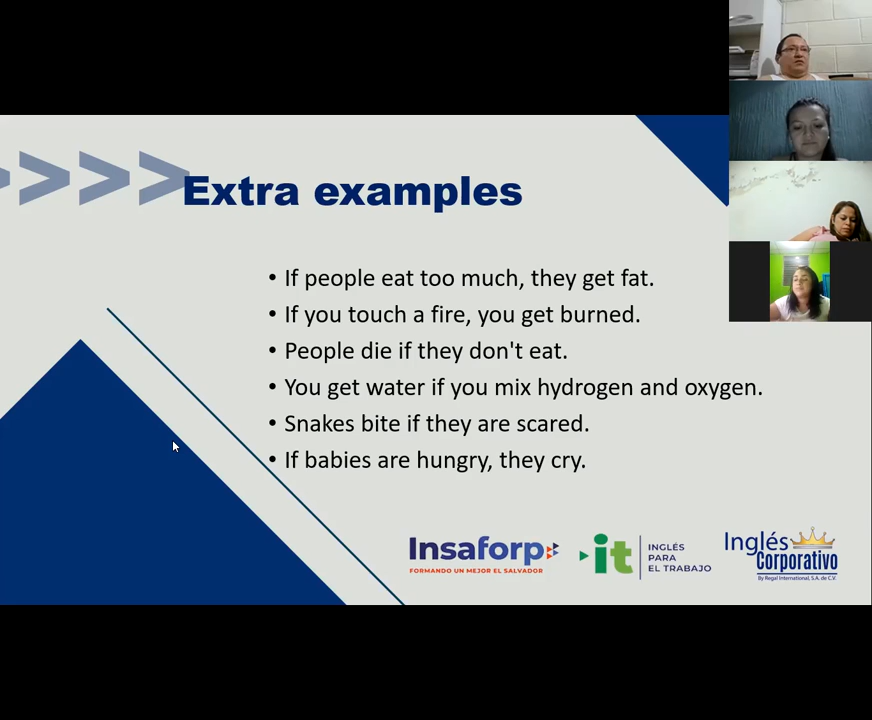 Extra examples
• If people eat too much, they get fat.
• If you touch a fire, you get burned.
• People die if they don't eat.
• You get water if you mix hydrogen and oxygen.
• Snakes bite if they are scared.
• If babies are hungry, they cry.
Insaforp
FORMANDO UN MEJOR EL SALVADOR
it
INGLÉS
PARA
EL TRABAJO
Inglés
Corporativo
By Regal International, S.A. de C.V.